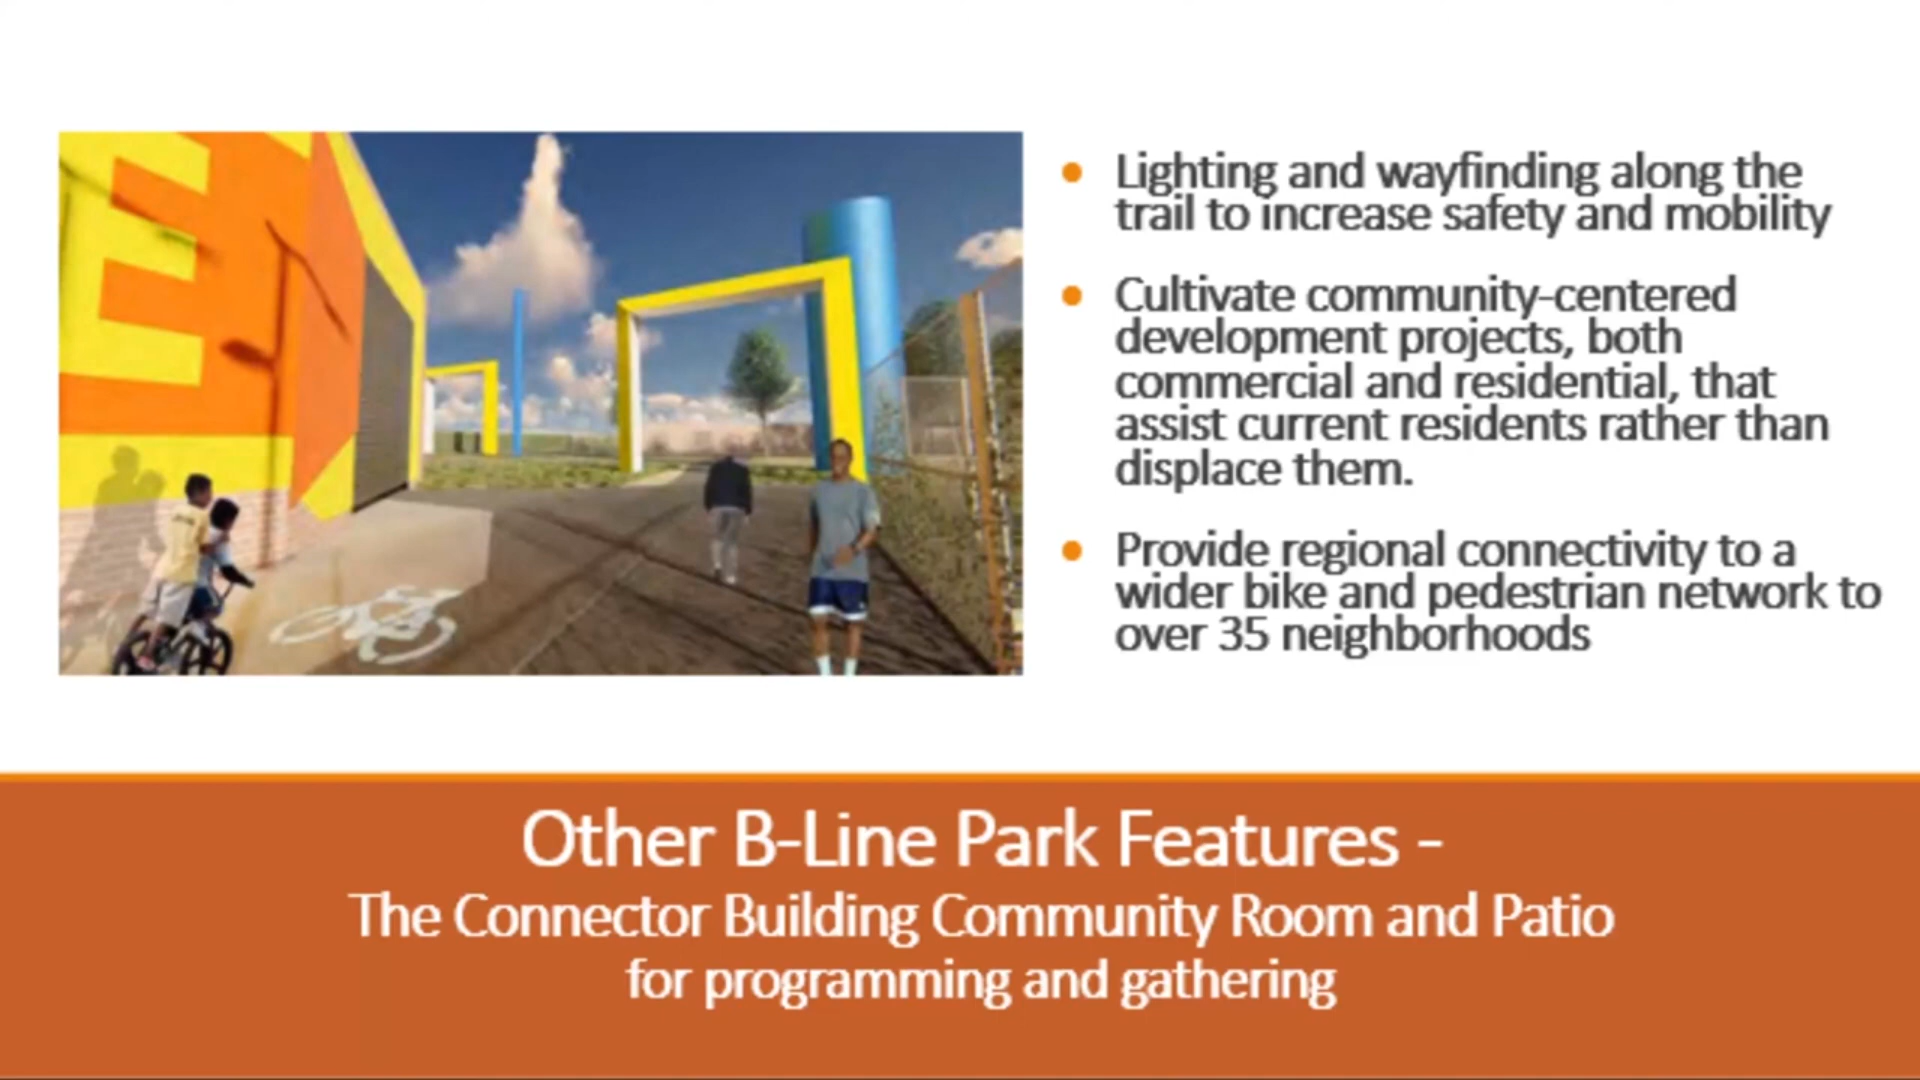 E
Lighting and wayfinding along the
trail to increase safety and mobility
Cultivate community-centered
development projects, both
commercial and residential, that
assist current residents rather than
displace them.
Provide regional connectivity to a
wider bike and pedestrian network to
over 35 neighborhoods
Other B-Line Park Features -
The Connector Building Community Room and Patio
for programming and gathering